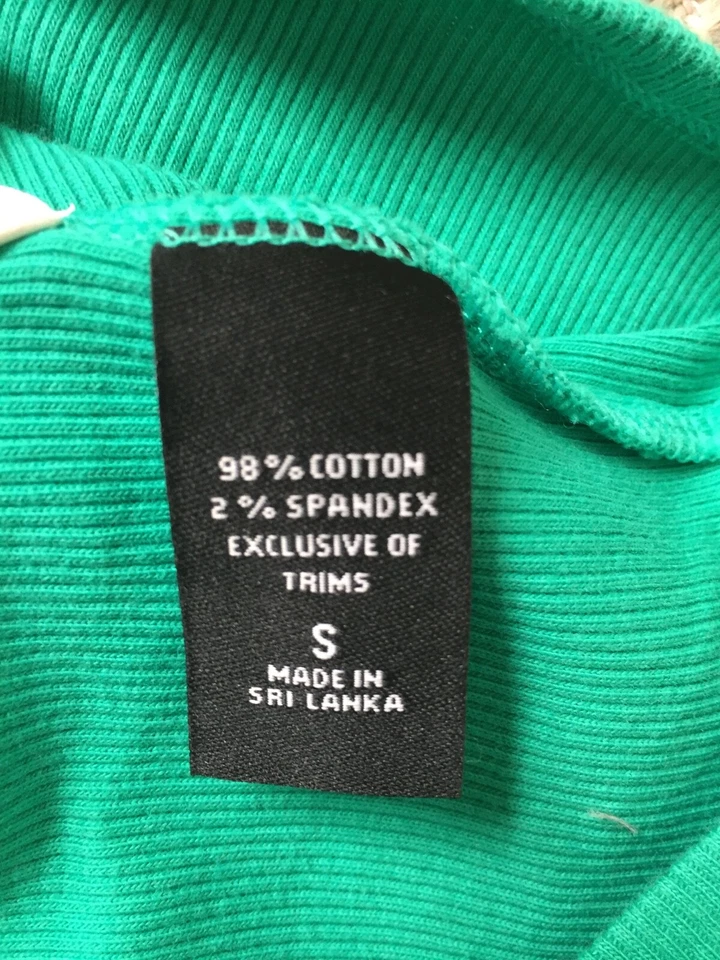 98% COTTON
2% SPANDEX
EXCLUSIVE OF
TRIMS
S
MADE IN
SRI LANKA